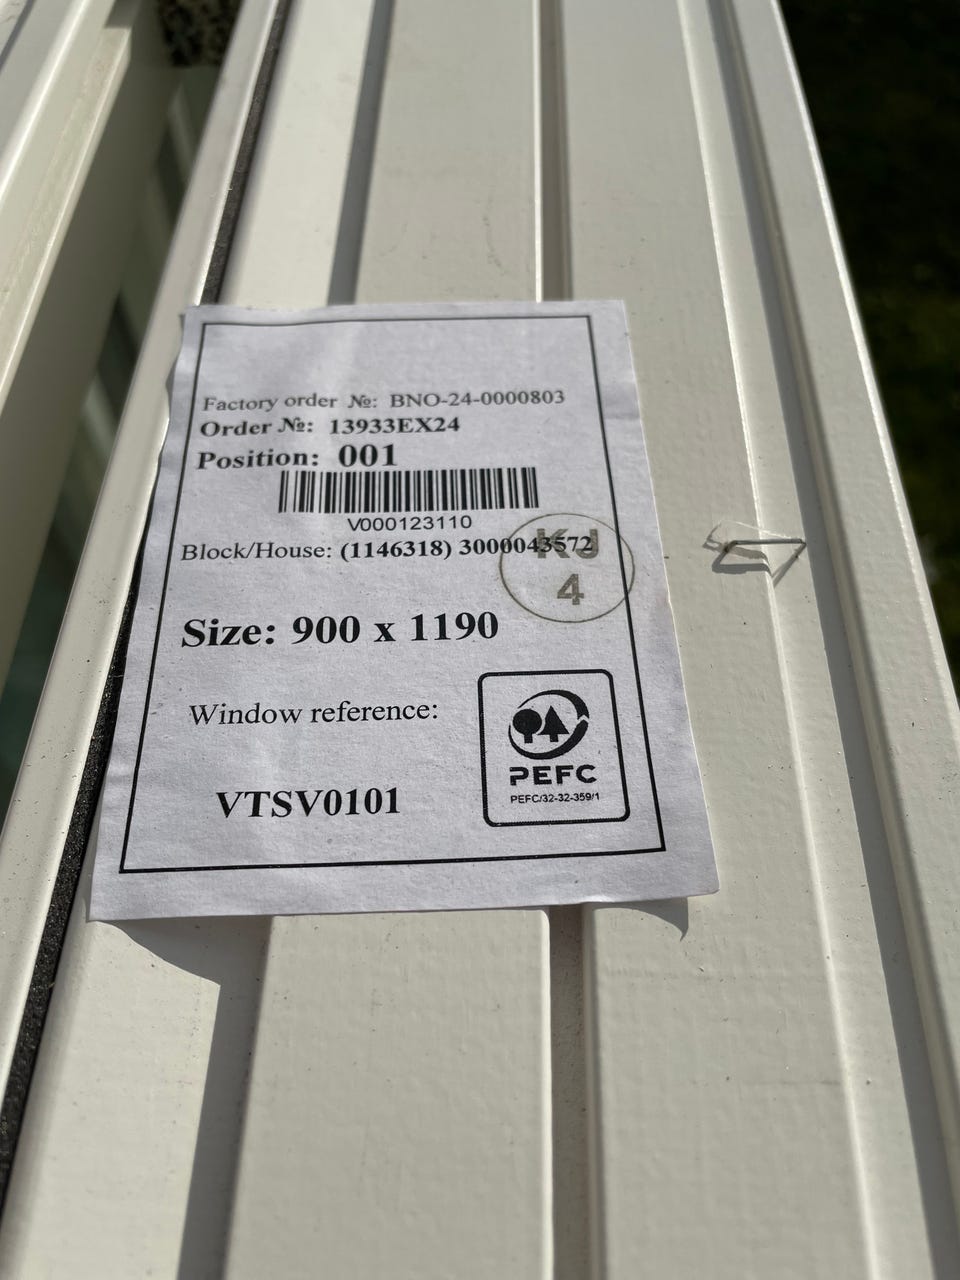 Factory order №: BNO-24-0000803
Order №: 13933EX24
Position: 001
V000123110
Block/House: (1146318) 3000043572
KJ
4
Size: 900 x 1190
Window reference:
VTSV0101
PEFC
PEFC/32-32-359/1